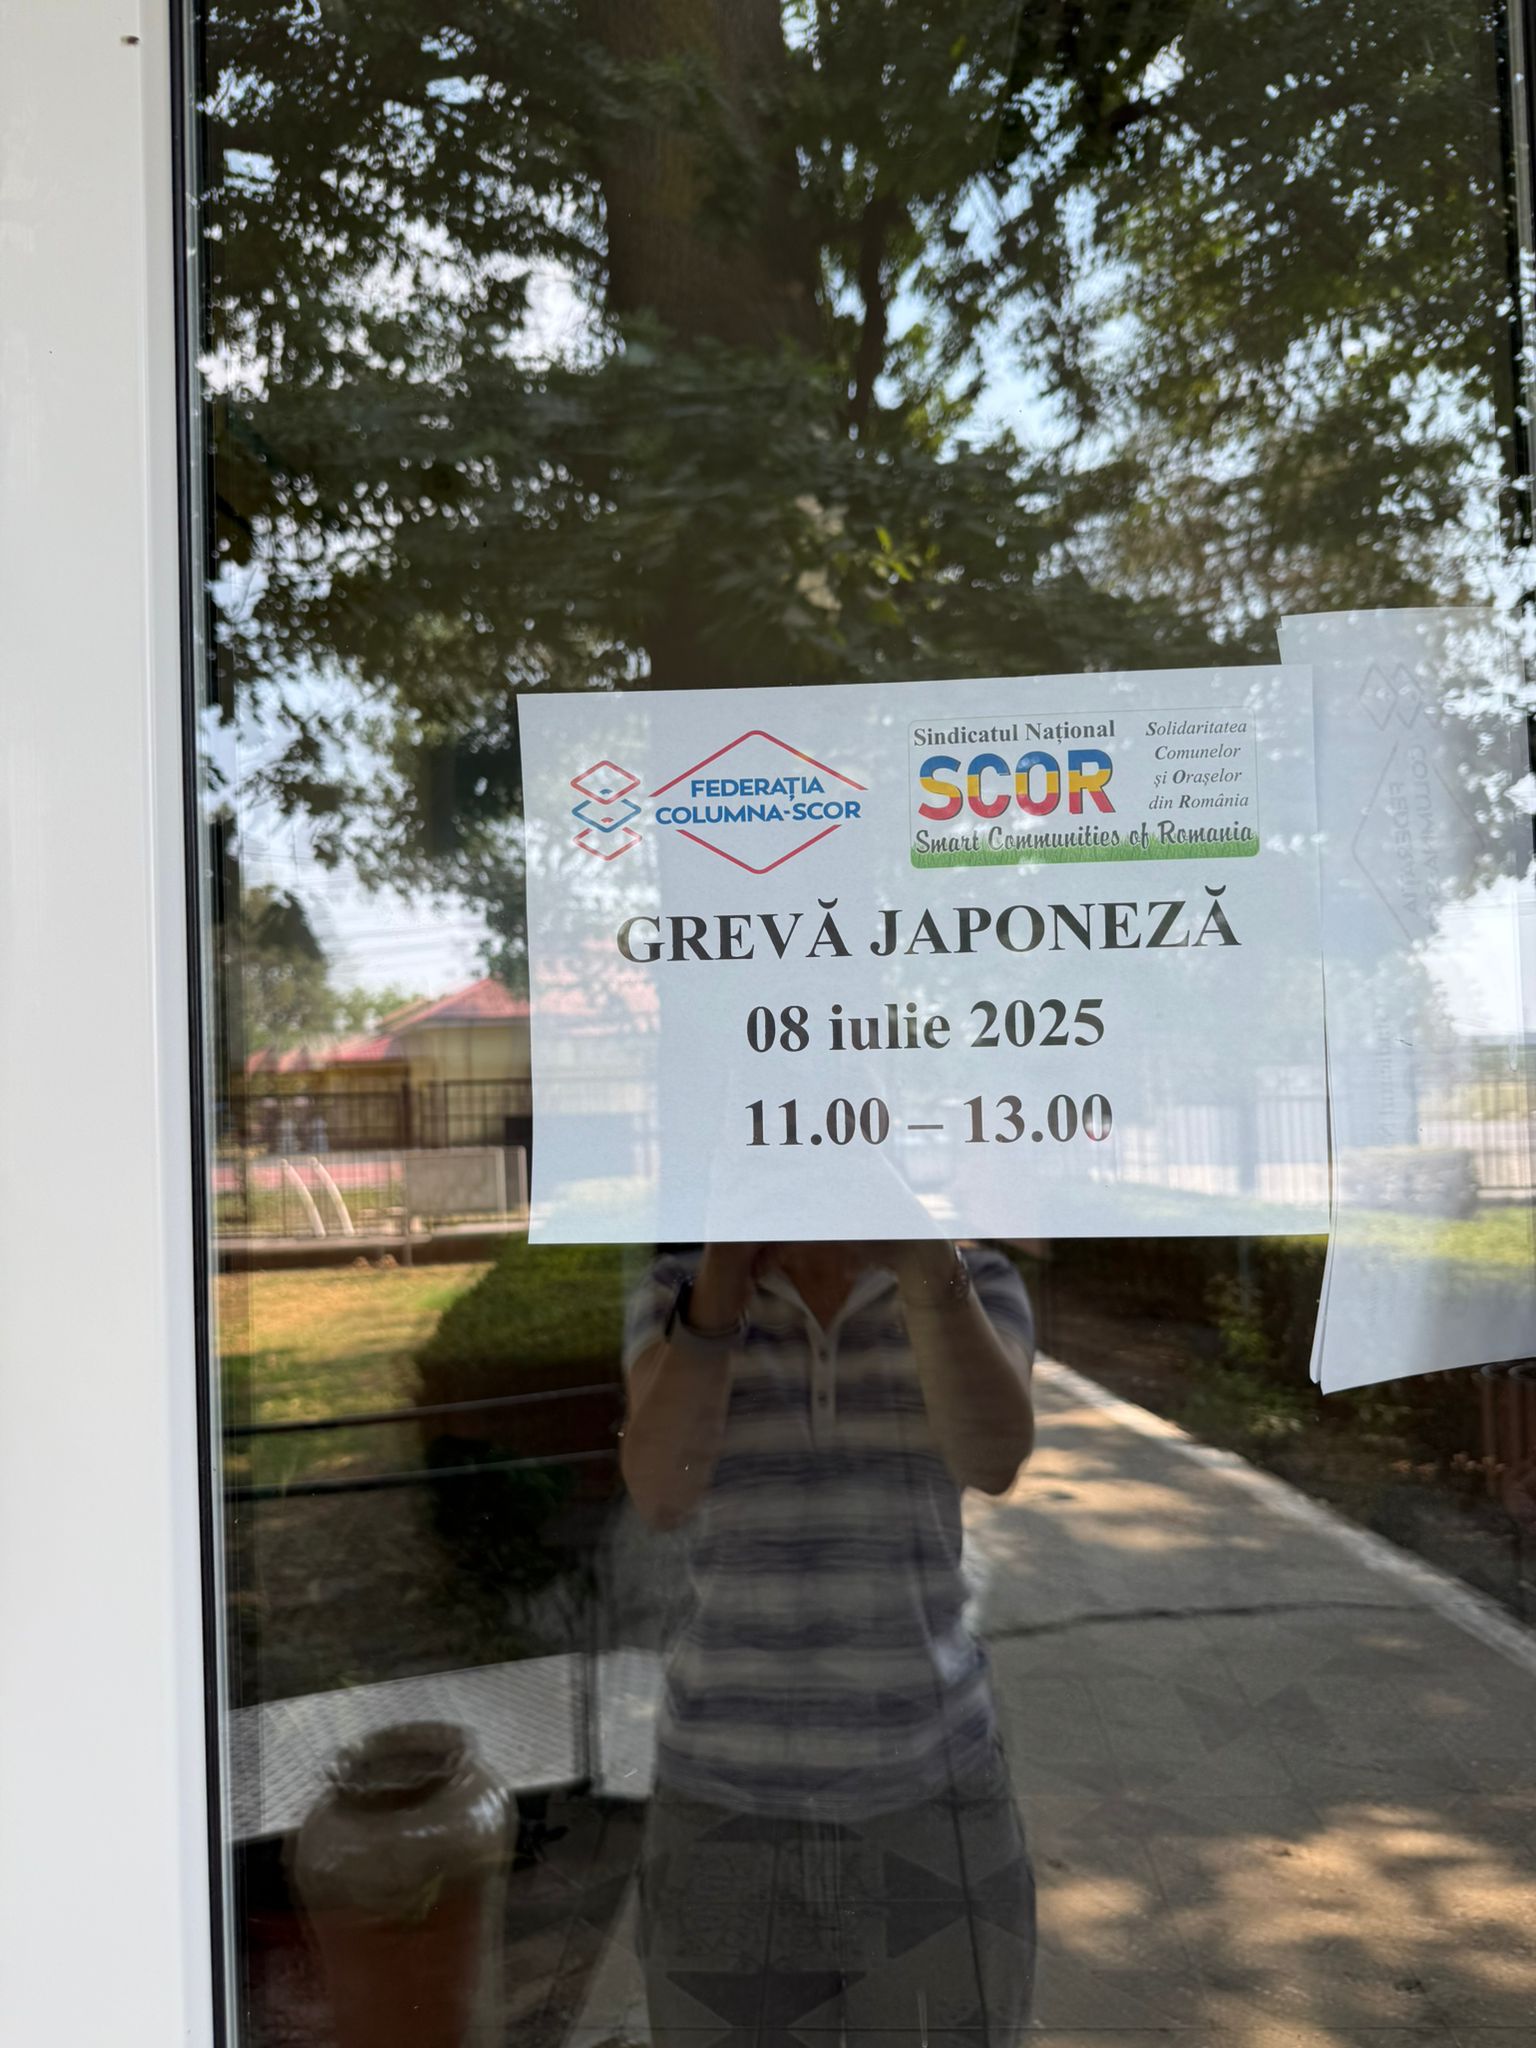 FEDERAȚIA
COLUMNA-SCOR
Sindicatul Național
SCOR
Solidaritatea
Comunelor
și Orașelor
din România
Smart Communities of Romania
GREVĂ JAPONEZĂ
08 iulie 2025
11.00 – 13.00